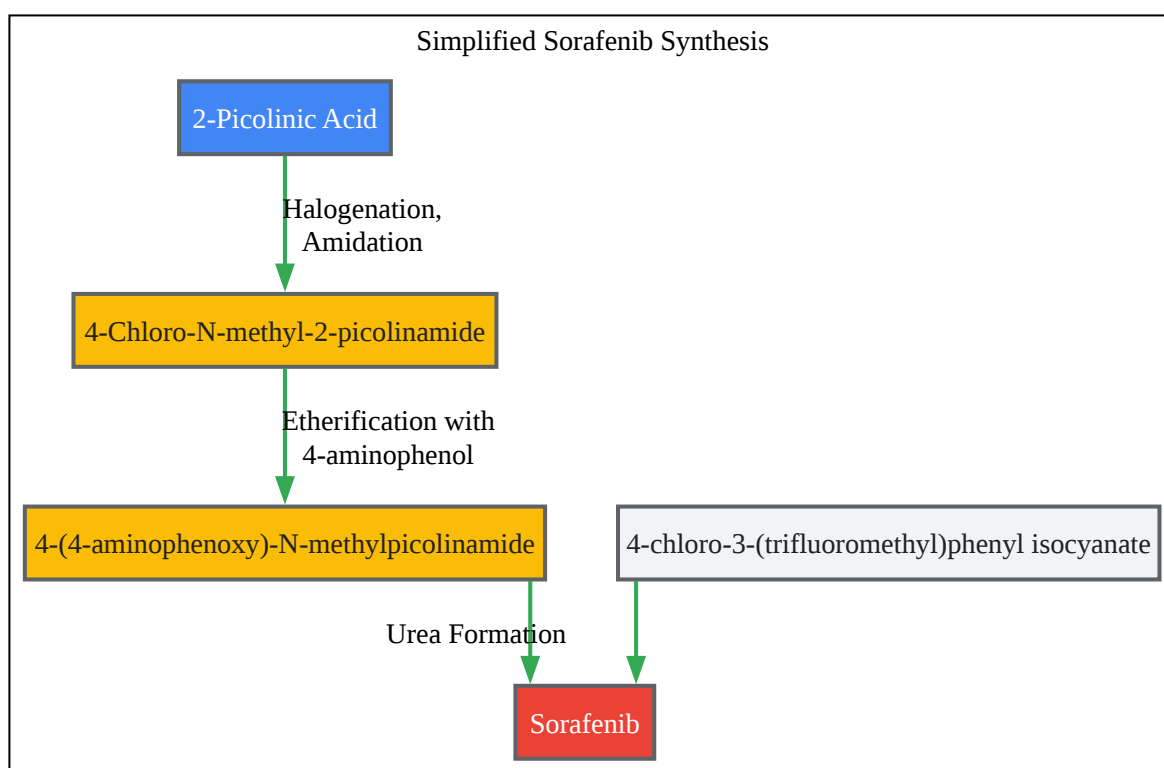 Simplified Sorafenib Synthesis
2-Picolinic Acid
Halogenation,
Amidation
4-Chloro-N-methyl-2-picolinamide
Etherification with
4-aminophenol
4-(4-aminophenoxy)-N-methylpicolinamide
4-chloro-3-(trifluoromethyl)phenyl isocyanate
Urea Formation
Sorafenib